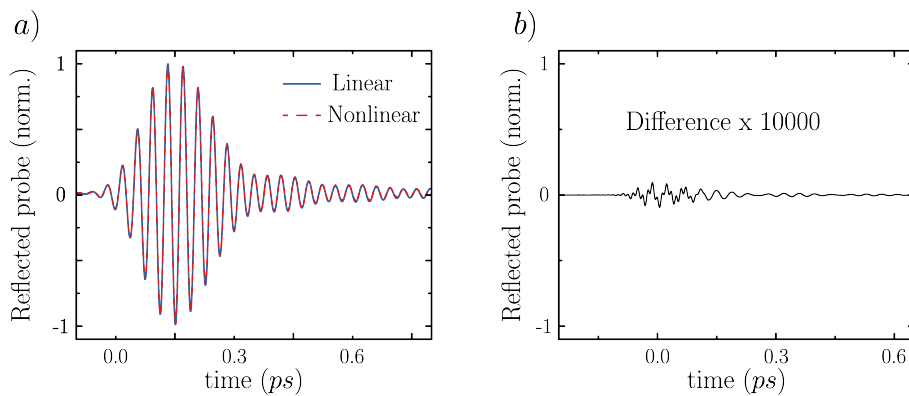 a)
Reflected probe (norm.)
1
0
-1
Linear
Nonlinear
0.0 0.3 0.6
time (ps)
b)
Reflected probe (norm.)
1
0
-1
Difference x 10000
0.0 0.3 0.6
time (ps)